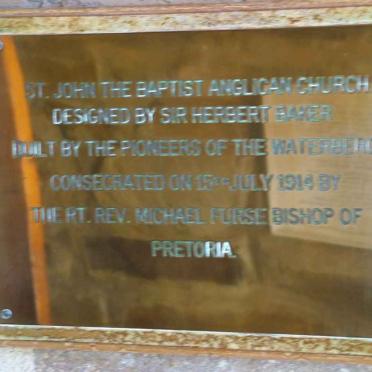 ST. JOHN THE BAPTIST ANGLICAN CHURCH
DESIGNED BY SIR HERBERT BAKER
BUILT BY THE PIONEERS OF THE WATERBERG
CONSECRATED ON 15TH JULY 1914 BY
THE RT. REV. MICHAEL FURSE BISHOP OF
PRETORIA.